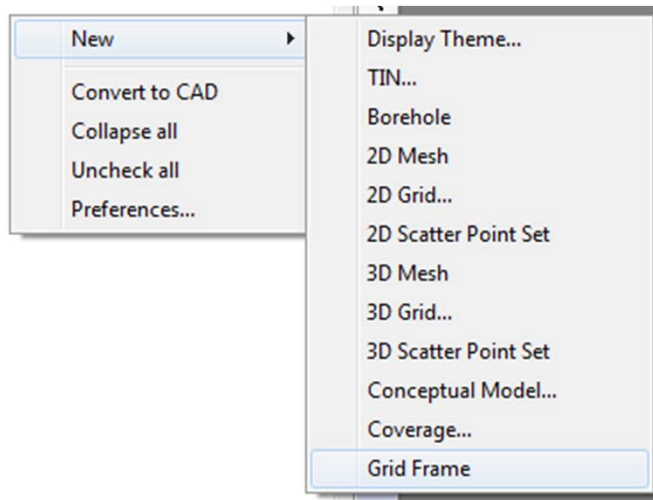 New
Convert to CAD
Collapse all
Uncheck all
Preferences...
Display Theme...
TIN...
Borehole
2D Mesh
2D Grid...
2D Scatter Point Set
3D Mesh
3D Grid...
3D Scatter Point Set
Conceptual Model...
Coverage...
Grid Frame